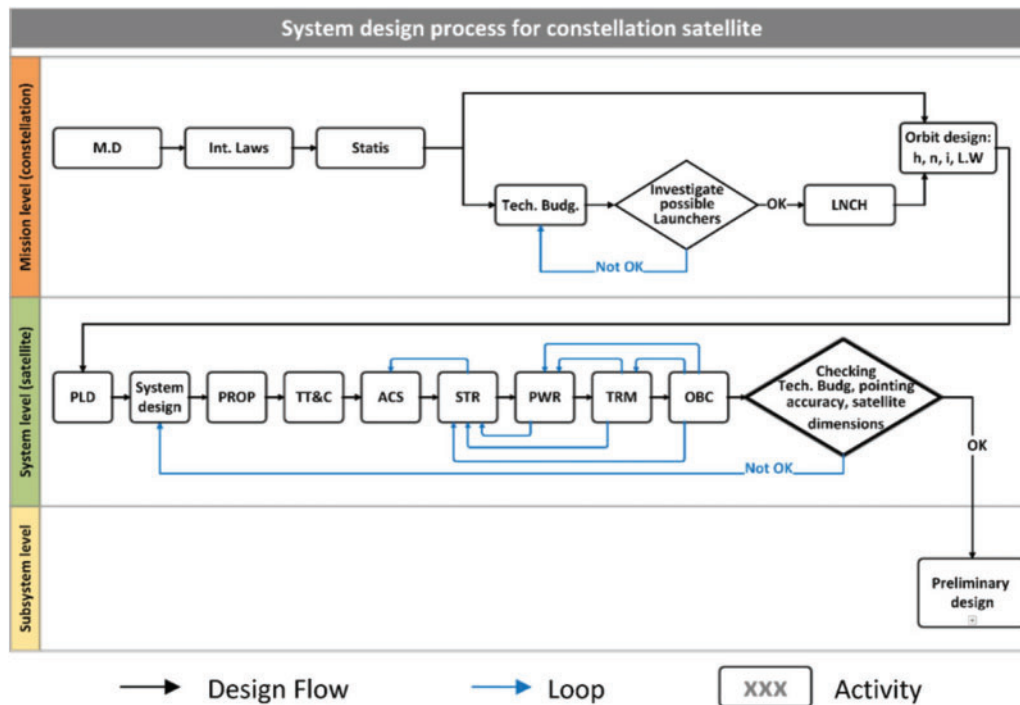 System design process for constellation satellite
Mission level (constellation)
M.D
Int. Laws
Statis
Orbit design:
h, n, i, L.W
Tech. Budg.
Investigate
possible
Launchers
OK
LNCH
Not OK
System level (satellite)
PLD
System
design
PROP
TT&C
ACS
STR
PWR
TRM
OBC
Checking
Tech. Budg, pointing
accuracy, satellite
dimensions
OK
Not OK
Subsystem level
Preliminary
design
Design Flow
Loop
XXX
Activity